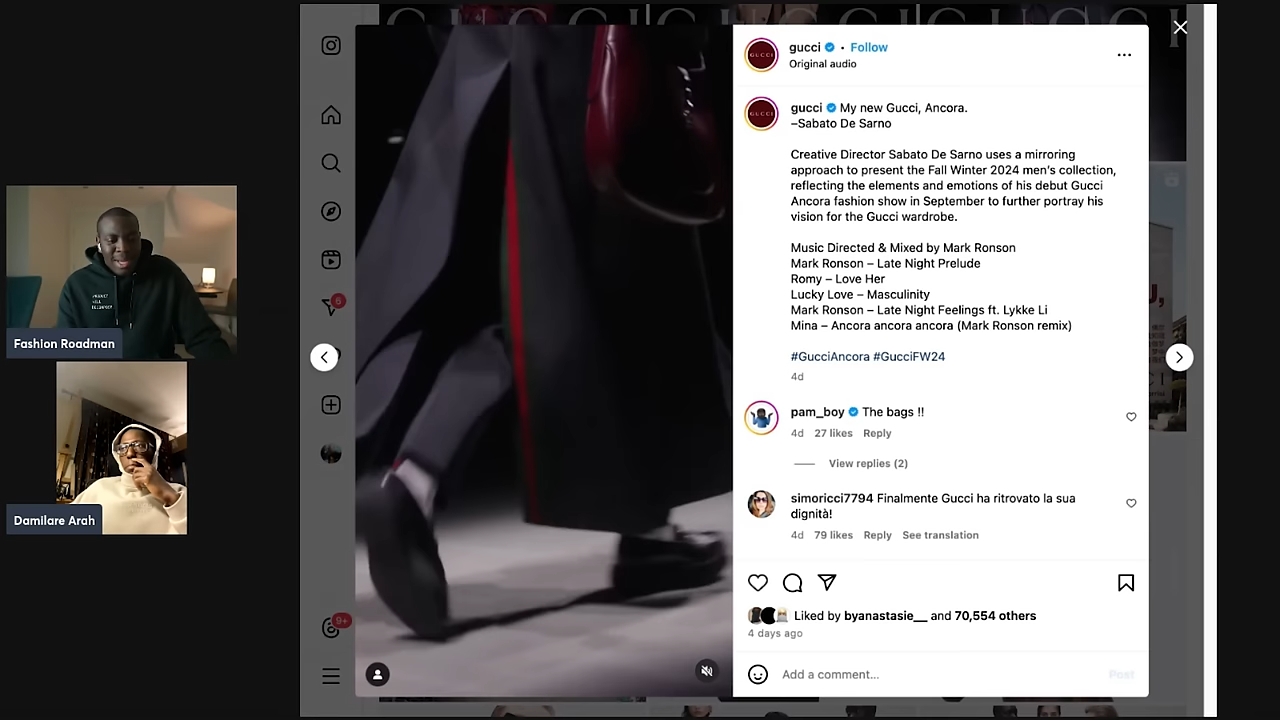 GUCCI GUCCI GUCCI
gucci • Follow
Original audio
gucci My new Gucci, Ancora.
–Sabato De Sarno
Creative Director Sabato De Sarno uses a mirroring
approach to present the Fall Winter 2024 men's collection,
reflecting the elements and emotions of his debut Gucci
Ancora fashion show in September to further portray his
vision for the Gucci wardrobe.
Music Directed & Mixed by Mark Ronson
Mark Ronson – Late Night Prelude
Romy – Love Her
Lucky Love – Masculinity
Mark Ronson – Late Night Feelings ft. Lykke Li
Mina – Ancora ancora ancora (Mark Ronson remix)
#GucciAncora #GucciFW24
4d
pam_boy The bags !!
4d 27 likes Reply
View replies (2)
simoricci7794 Finalmente Gucci ha ritrovato la sua
dignità!
4d 79 likes Reply See translation
Liked by byanastasie__ and 70,554 others
4 days ago
Add a comment...
Post
6
9+
Fashion Roadman
Damilare Arah